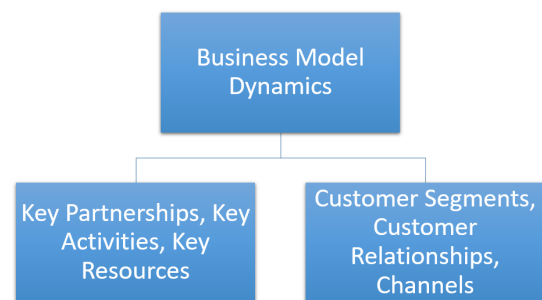 Business Model
Dynamics
Key Partnerships, Key
Activities, Key
Resources
Customer Segments,
Customer
Relationships,
Channels